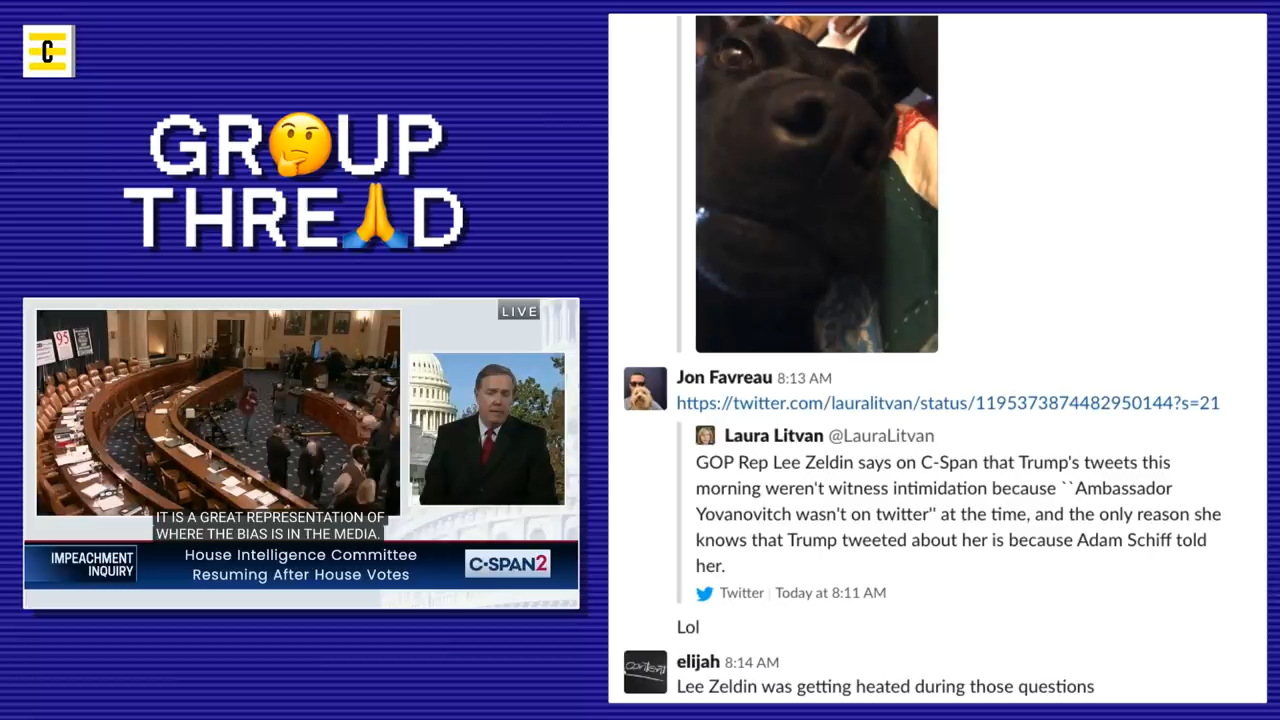 C
GR🤔UP
THRE🙏D
LIVE
95
IT IS A GREAT REPRESENTATION OF
WHERE THE BIAS IS IN THE MEDIA.
IMPEACHMENT
INQUIRY
House Intelligence Committee
Resuming After House Votes
C-SPAN2
Jon Favreau 8:13 AM
https://twitter.com/lauralitvan/status/1195373874482950144?s=21
Laura Litvan @LauraLitvan
GOP Rep Lee Zeldin says on C-Span that Trump's tweets this
morning weren't witness intimidation because ``Ambassador
Yovanovitch wasn't on twitter'' at the time, and the only reason she
knows that Trump tweeted about her is because Adam Schiff told
her.
Twitter | Today at 8:11 AM
Lol
elijah 8:14 AM
Lee Zeldin was getting heated during those questions